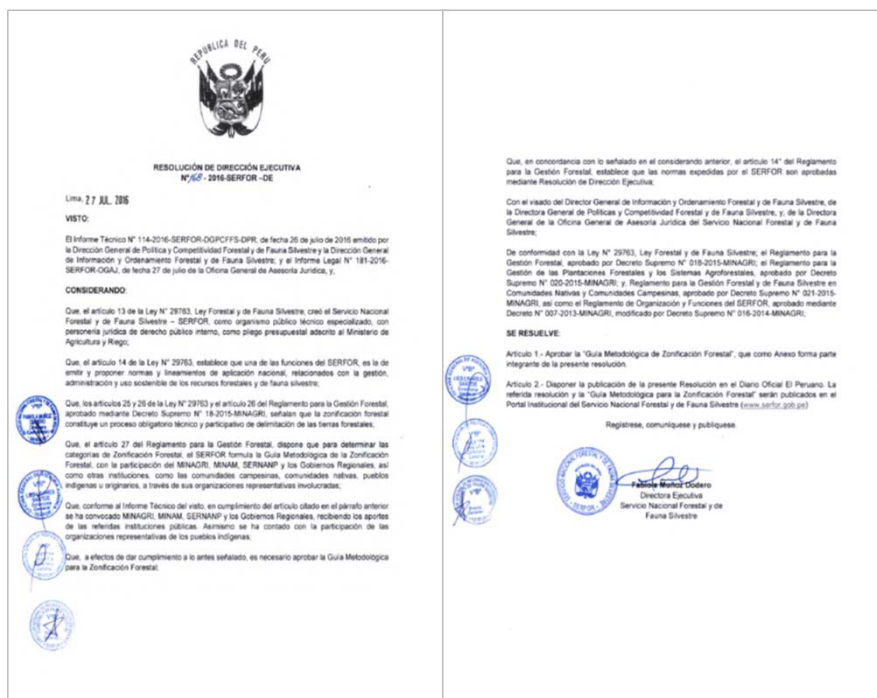 REPÚBLICA DEL PERÚ
RESOLUCIÓN DE DIRECCIÓN EJECUTIVA
N° 168 - 2016-SERFOR -DE
Lima, 27 JUL. 2016
VISTO:
El Informe Técnico N° 114-2016-SERFOR-DGPCFFS-DPR, de fecha 26 de julio de 2016 emitido por
la Dirección General de Política y Competitividad Forestal y de Fauna Silvestre y la Dirección General
de Información y Ordenamiento Forestal y de Fauna Silvestre; y el Informe Legal N° 181-2016-
SERFOR-OGAJ, de fecha 27 de julio de la Oficina General de Asesoría Jurídica, y,
CONSIDERANDO:
Que, el artículo 13 de la Ley N° 29763, Ley Forestal y de Fauna Silvestre, creó el Servicio Nacional
Forestal y de Fauna Silvestre – SERFOR, como organismo público técnico especializado, con
personería jurídica de derecho público interno, como pliego presupuestal adscrito al Ministerio de
Agricultura y Riego;
Que, el artículo 14 de la Ley N° 29763, establece que una de las funciones del SERFOR, es la de
emitir y proponer normas y lineamientos de aplicación nacional, relacionados con la gestión,
administración y uso sostenible de los recursos forestales y de fauna silvestre;
Que, los artículos 25 y 26 de la Ley N° 29763 y el artículo 26 del Reglamento para la Gestión Forestal,
aprobado mediante Decreto Supremo N° 18-2015-MINAGRI, señalan que la zonificación forestal
constituye un proceso obligatorio técnico y participativo de delimitación de las tierras forestales;
Que, el artículo 27 del Reglamento para la Gestión Forestal, dispone que para determinar las
categorías de Zonificación Forestal, el SERFOR formula la Guía Metodológica de la Zonificación
Forestal, con la participación del MINAGRI, MINAM, SERNANP y los Gobiernos Regionales, así
como otras instituciones, como las comunidades campesinas, comunidades nativas, pueblos
indígenas u originarios, a través de sus organizaciones representativas involucradas;
Que, conforme al Informe Técnico del visto, en cumplimiento del artículo citado en el párrafo anterior
se ha convocado MINAGRI, MINAM, SERNANP y los Gobiernos Regionales, recibiendo los aportes
de las referidas instituciones públicas. Asimismo se ha contado con la participación de las
organizaciones representativas de los pueblos indígenas;
Que, a efectos de dar cumplimiento a lo antes señalado, es necesario aprobar la Guía Metodológica
para la Zonificación Forestal;
Que, en concordancia con lo señalado en el considerando anterior, el artículo 14° del Reglamento
para la Gestión Forestal, establece que las normas expedidas por el SERFOR son aprobadas
mediante Resolución de Dirección Ejecutiva;
Con el visado del Director General de Información y Ordenamiento Forestal y de Fauna Silvestre, de
la Directora General de Políticas y Competitividad Forestal y de Fauna Silvestre, y; de la Directora
General de la Oficina General de Asesoría Jurídica del Servicio Nacional Forestal y de Fauna
Silvestre;
De conformidad con la Ley N° 29763, Ley Forestal y de Fauna Silvestre; el Reglamento para la
Gestión Forestal, aprobado por Decreto Supremo N° 018-2015-MINAGRI; el Reglamento para la
Gestión de las Plantaciones Forestales y los Sistemas Agroforestales, aprobado por Decreto
Supremo N° 020-2015-MINAGRI; y, Reglamento para la Gestión Forestal y de Fauna Silvestre en
Comunidades Nativas y Comunidades Campesinas, aprobado por Decreto Supremo N° 021-2015-
MINAGRI, así como el Reglamento de Organización y Funciones del SERFOR, aprobado mediante
Decreto N° 007-2013-MINAGRI, modificado por Decreto Supremo N° 016-2014-MINAGRI;
SE RESUELVE:
Artículo 1.- Aprobar la "Guía Metodológica de Zonificación Forestal", que como Anexo forma parte
integrante de la presente resolución.
Artículo 2.- Disponer la publicación de la presente Resolución en el Diario Oficial El Peruano. La
referida resolución y la "Guía Metodológica para la Zonificación Forestal" serán publicados en el
Portal Institucional del Servicio Nacional Forestal y de Fauna Silvestre (www.serfor.gob.pe)
Regístrese, comuníquese y publíquese.
Fabiola Muñoz Dodero
Directora Ejecutiva
Servicio Nacional Forestal y de
Fauna Silvestre